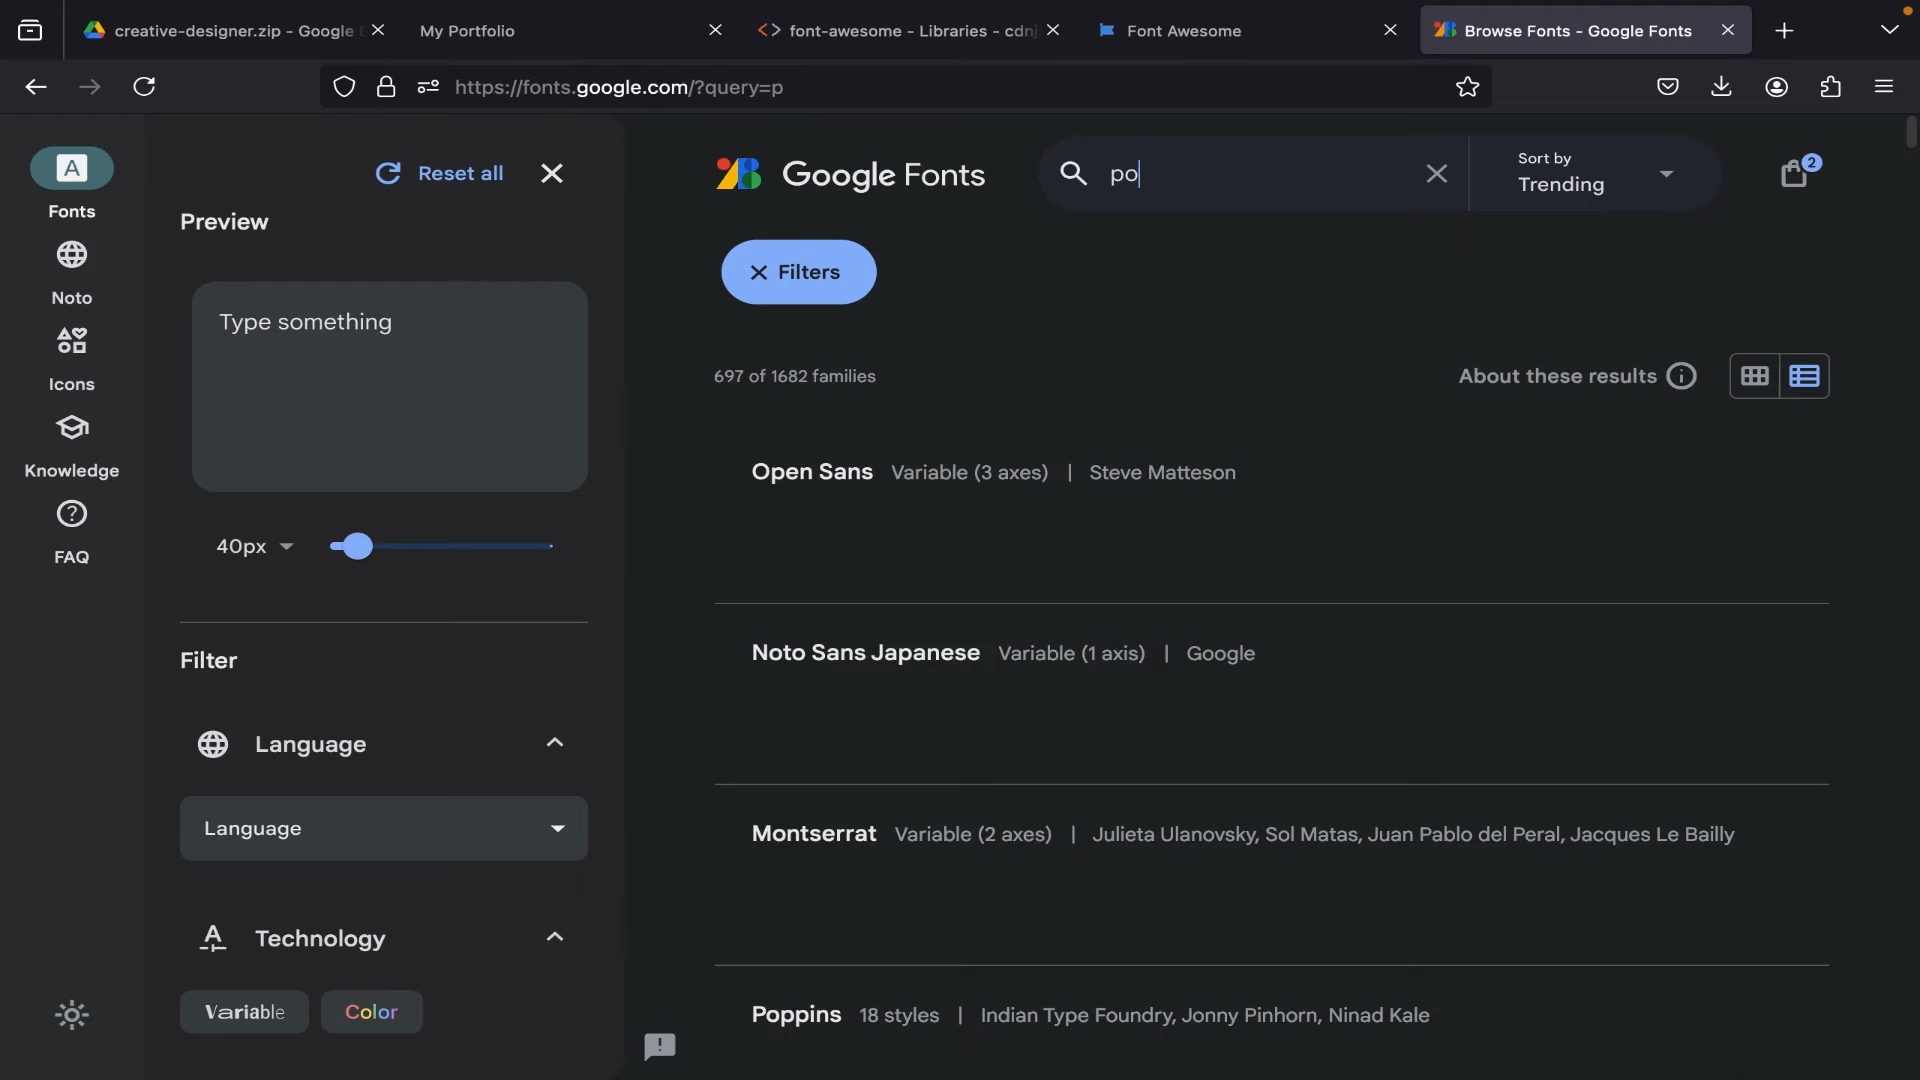 creative-designer.zip - Google D
My Portfolio
font-awesome - Libraries - cdnj
Font Awesome
Browse Fonts - Google Fonts
https://fonts.google.com/?query=p
A
Fonts
Noto
Icons
Knowledge
FAQ
Reset all
Preview
Type something
40px
Filter
Language
Language
Technology
Variable
Color
Google Fonts
po
Sort by
Trending
2
Filters
697 of 1682 families
About these results
Open Sans Variable (3 axes) | Steve Matteson
Noto Sans Japanese Variable (1 axis) | Google
Montserrat Variable (2 axes) | Julieta Ulanovsky, Sol Matas, Juan Pablo del Peral, Jacques Le Bailly
Poppins 18 styles | Indian Type Foundry, Jonny Pinhorn, Ninad Kale